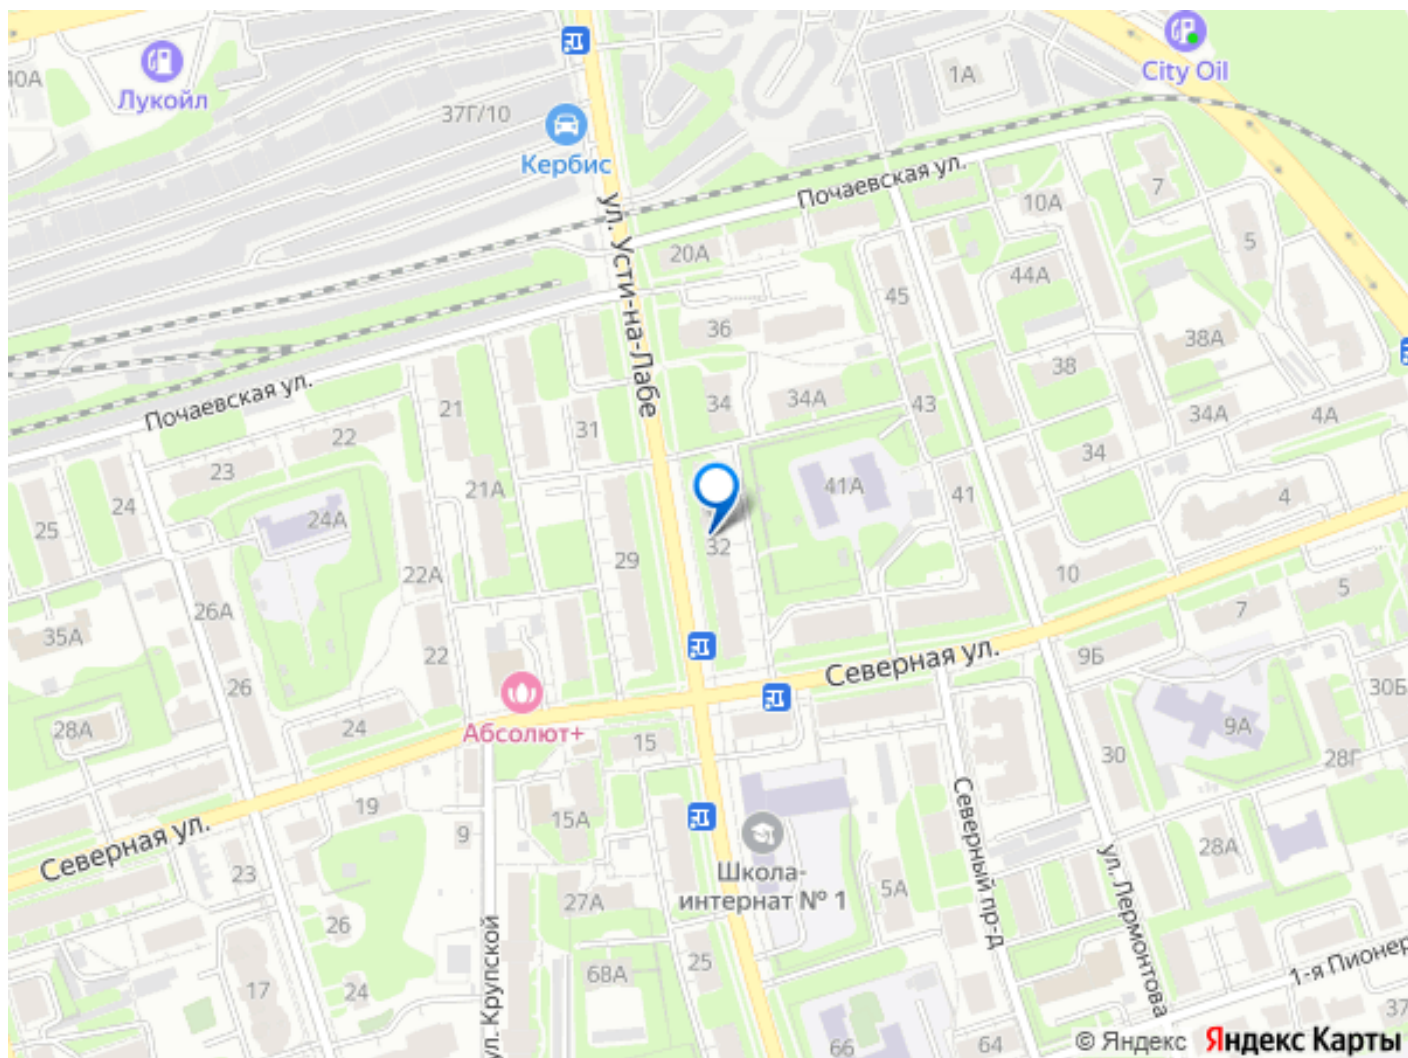 City Oil
1А
40А
Лукойл
37Г/10
Кербис
Почаевская ул.
7
10А
ул. Усти-на-Лабе
20А
5
44А
45
36
38А
38
Почаевская ул.
21
34
34А
43
34А
4А
22
31
34
23
21А
41А
41
4
24
25
24А
32
29
10
22А
5
26А
7
35А
22
Северная ул.
9Б
26
30Б
Абсолют+
28А
24
15
9А
30
28Г
19
15А
Северная ул.
9
Северный пр-д
ул. Лермонтова
28А
23
Школа-
интернат № 1
5А
27А
26
ул. Крупской
25
68А
1-я Пионер
17
24
37
66
64
© Яндекс Яндекс Карты